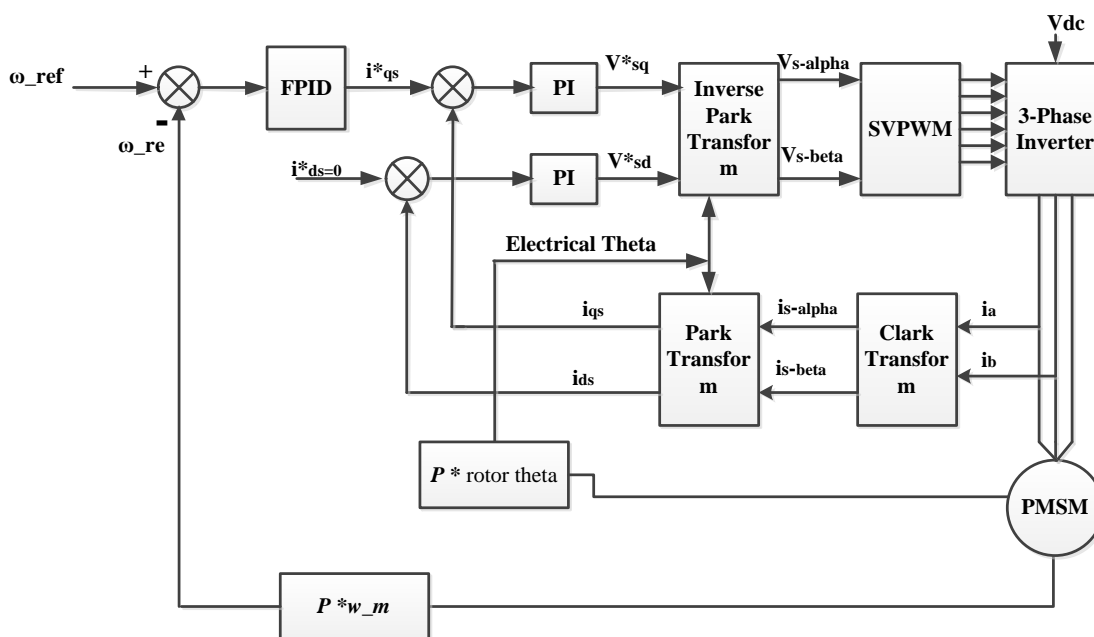 Vdc
ω_ref
+
-
ω_re
FPID
i*qs
PI
V*sq
Inverse
Park
Transfor
m
Vs-alpha
Vs-beta
SVPWM
3-Phase
Inverter
i*ds=0
PI
V*sd
Electrical Theta
iqs
ids
Park
Transfor
m
is-alpha
is-beta
Clark
Transfor
m
ia
ib
P * rotor theta
PMSM
P *w_m